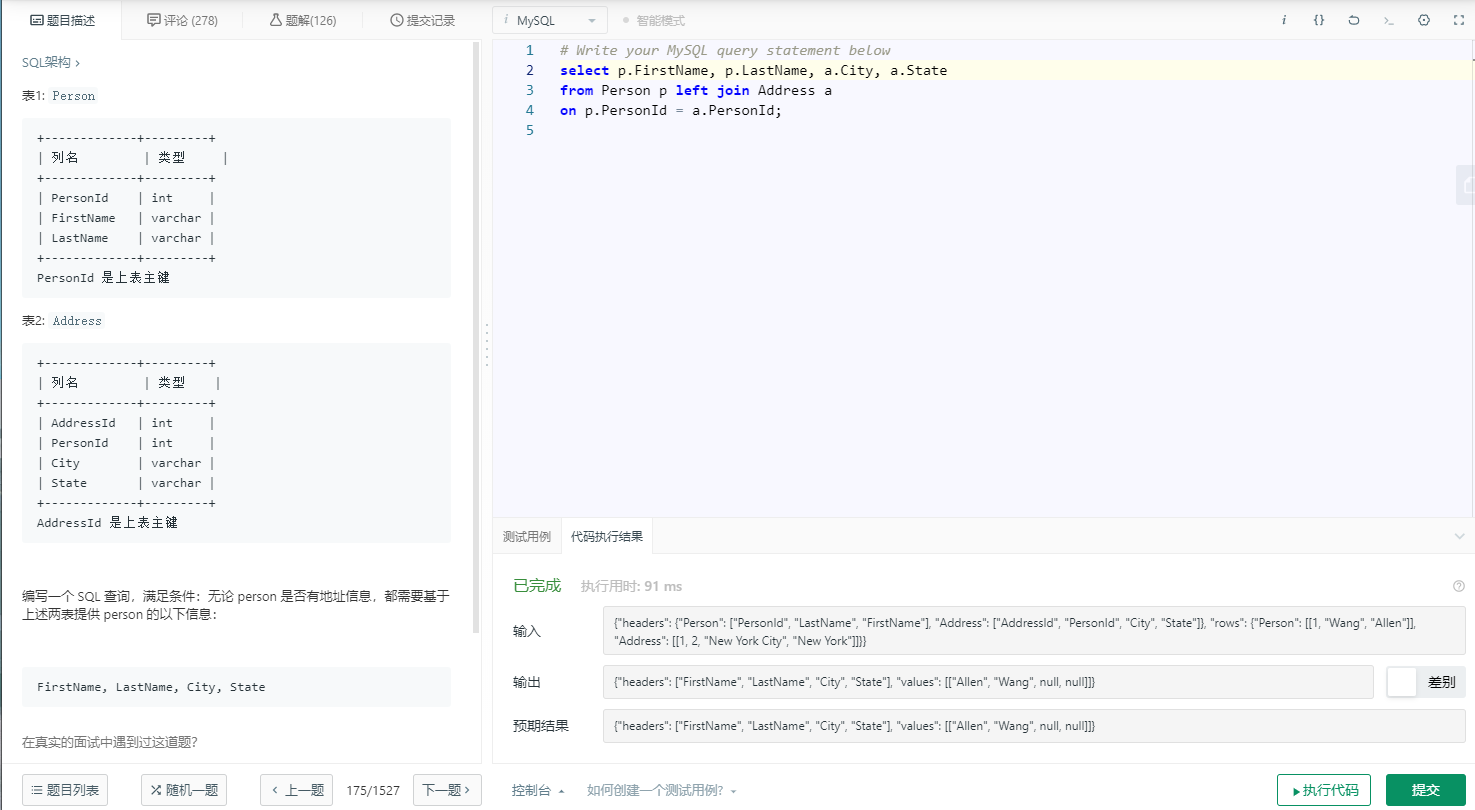 题目描述
评论 (278)
题解(126)
提交记录
SQL架构 ›
表1: Person
+-------------+---------+
| 列名         | 类型     |
+-------------+---------+
| PersonId    | int     |
| FirstName   | varchar |
| LastName    | varchar |
+-------------+---------+
PersonId 是上表主键
表2: Address
+-------------+---------+
| 列名         | 类型    |
+-------------+---------+
| AddressId   | int     |
| PersonId    | int     |
| City        | varchar |
| State       | varchar |
+-------------+---------+
AddressId 是上表主键
编写一个 SQL 查询，满足条件：无论 person 是否有地址信息，都需要基于
上述两表提供 person 的以下信息：
FirstName, LastName, City, State
在真实的面试中遇到过这道题？
题目列表
随机一题
‹ 上一题
175/1527
下一题 ›
i MySQL
智能模式
i {} >_
1 # Write your MySQL query statement below
2 select p.FirstName, p.LastName, a.City, a.State
3 from Person p left join Address a
4 on p.PersonId = a.PersonId;
5
测试用例
代码执行结果
已完成 执行用时: 91 ms
输入
{"headers": {"Person": ["PersonId", "LastName", "FirstName"], "Address": ["AddressId", "PersonId", "City", "State"]}, "rows": {"Person": [[1, "Wang", "Allen"]],
"Address": [[1, 2, "New York City", "New York"]]}}
输出
{"headers": ["FirstName", "LastName", "City", "State"], "values": [["Allen", "Wang", null, null]]}
差别
预期结果
{"headers": ["FirstName", "LastName", "City", "State"], "values": [["Allen", "Wang", null, null]]}
控制台
如何创建一个测试用例?
执行代码
提交